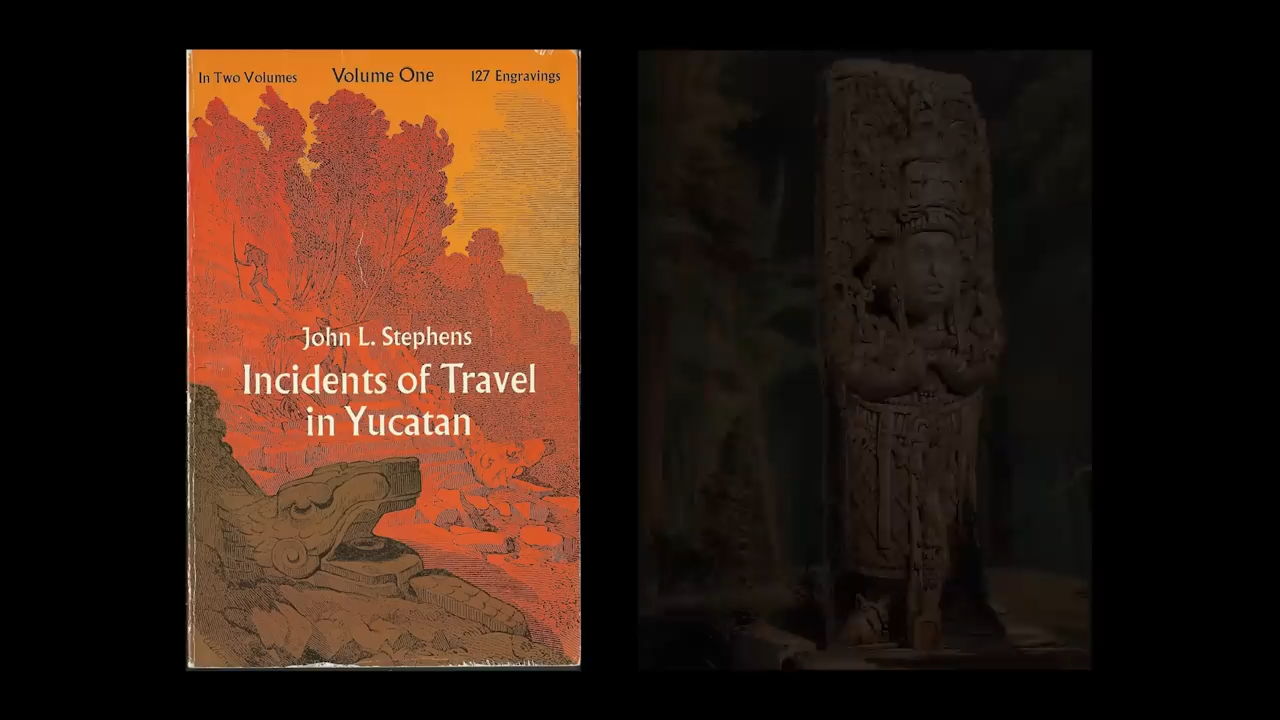 In Two Volumes Volume One 127 Engravings
John L. Stephens
Incidents of Travel
in Yucatan